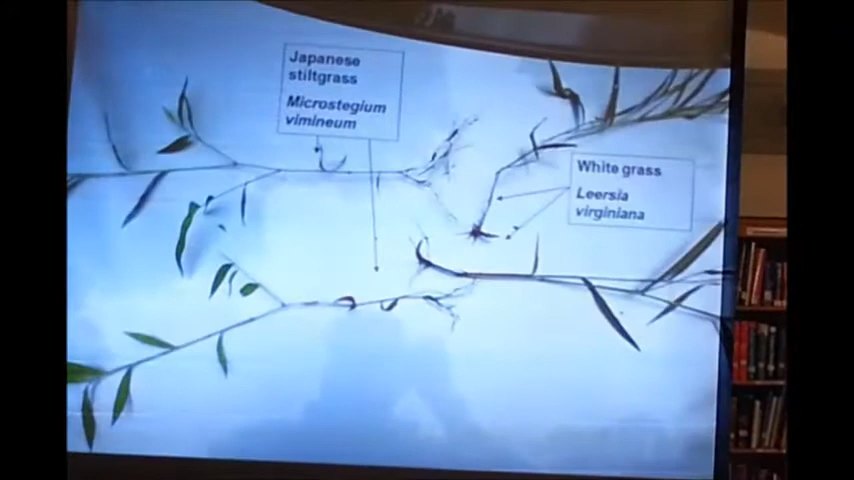 Japanese
stiltgrass
Microstegium
vimineum
White grass
Leersia
virginiana